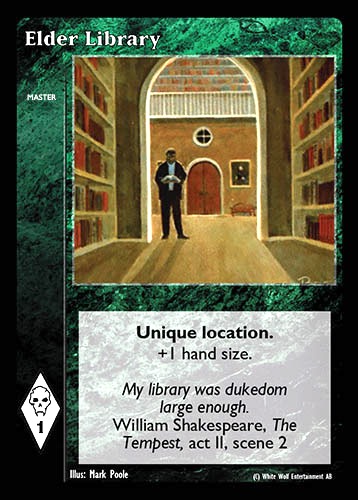 Elder Library
MASTER
Unique location.
+1 hand size.
My library was dukedom
large enough.
William Shakespeare, The
Tempest, act II, scene 2
1
Illus: Mark Poole
(C) White Wolf Entertainment AB